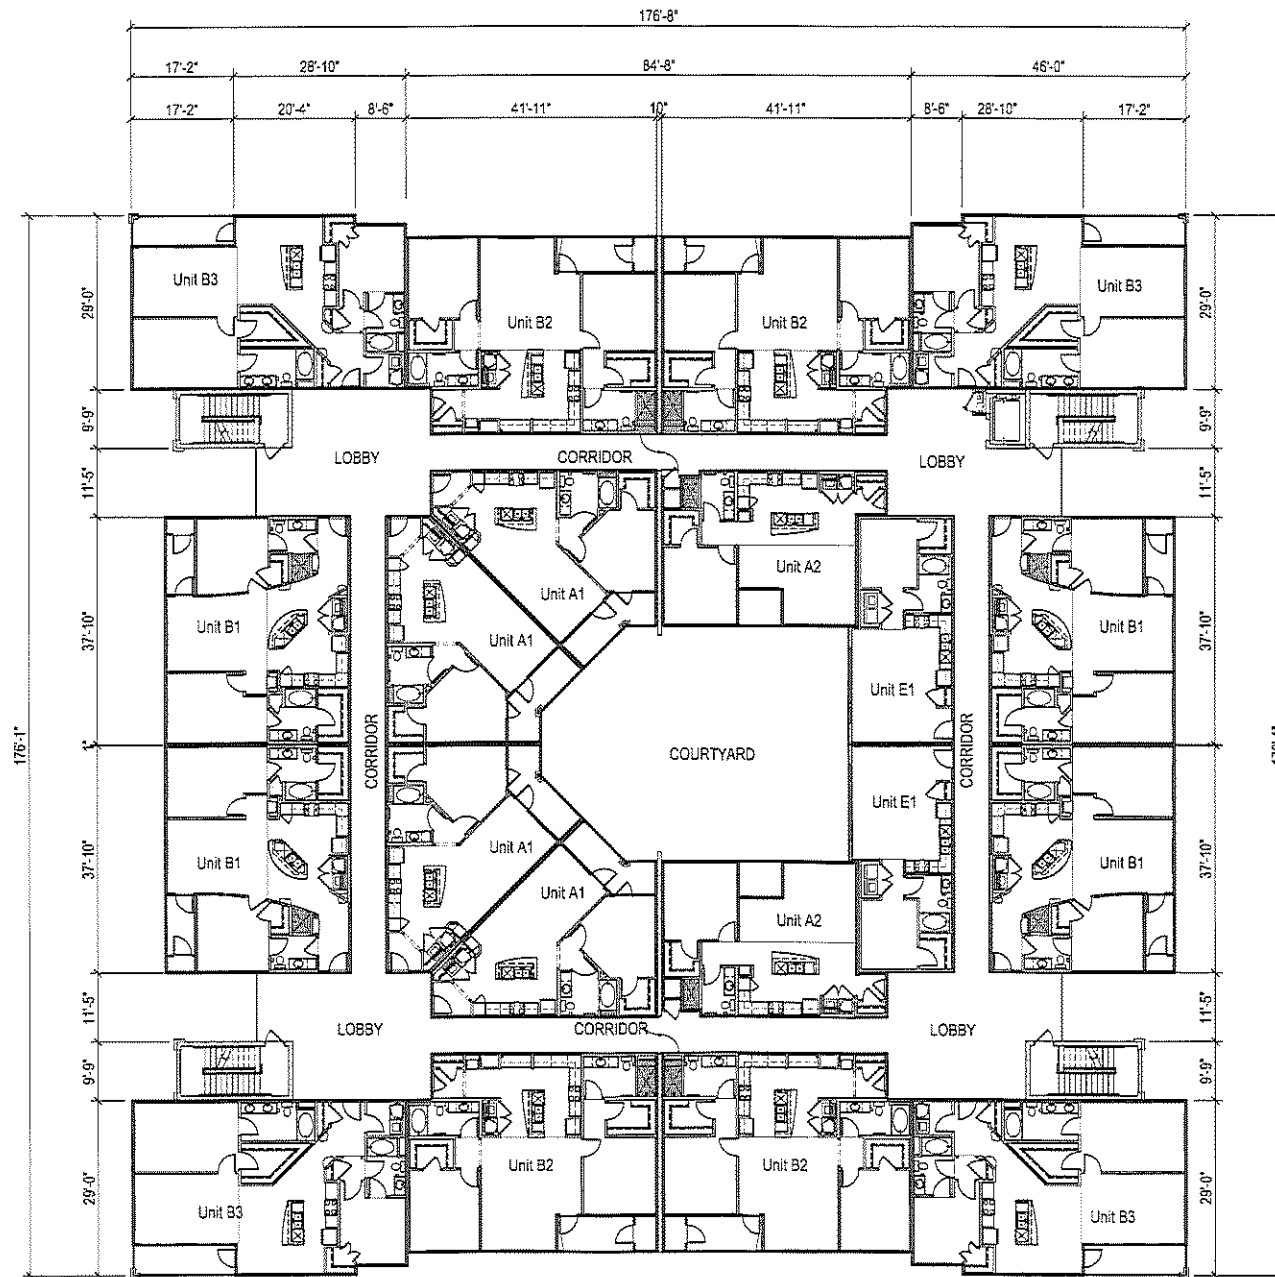 176'-8"
17'-2" 28'-10" 84'-8" 46'-0"
17'-2" 20'-4" 8'-6" 41'-11" 10" 41'-11" 8'-6" 28'-10" 17'-2"
Unit B3
Unit B3
Unit B2
Unit B2
29'-0"
29'-0"
9'-9"
9'-9"
LOBBY
CORRIDOR
LOBBY
11'-5"
11'-5"
Unit A2
Unit A1
Unit B1
Unit A1
Unit B1
37'-10"
37'-10"
Unit E1
CORRIDOR
CORRIDOR
176'-1"
1"
COURTYARD
Unit E1
Unit A1
Unit B1
Unit B1
37'-10"
37'-10"
Unit A1
Unit A2
11'-5"
11'-5"
LOBBY
CORRIDOR
LOBBY
9'-9"
9'-9"
Unit B2
Unit B2
29'-0"
29'-0"
Unit B3
Unit B3